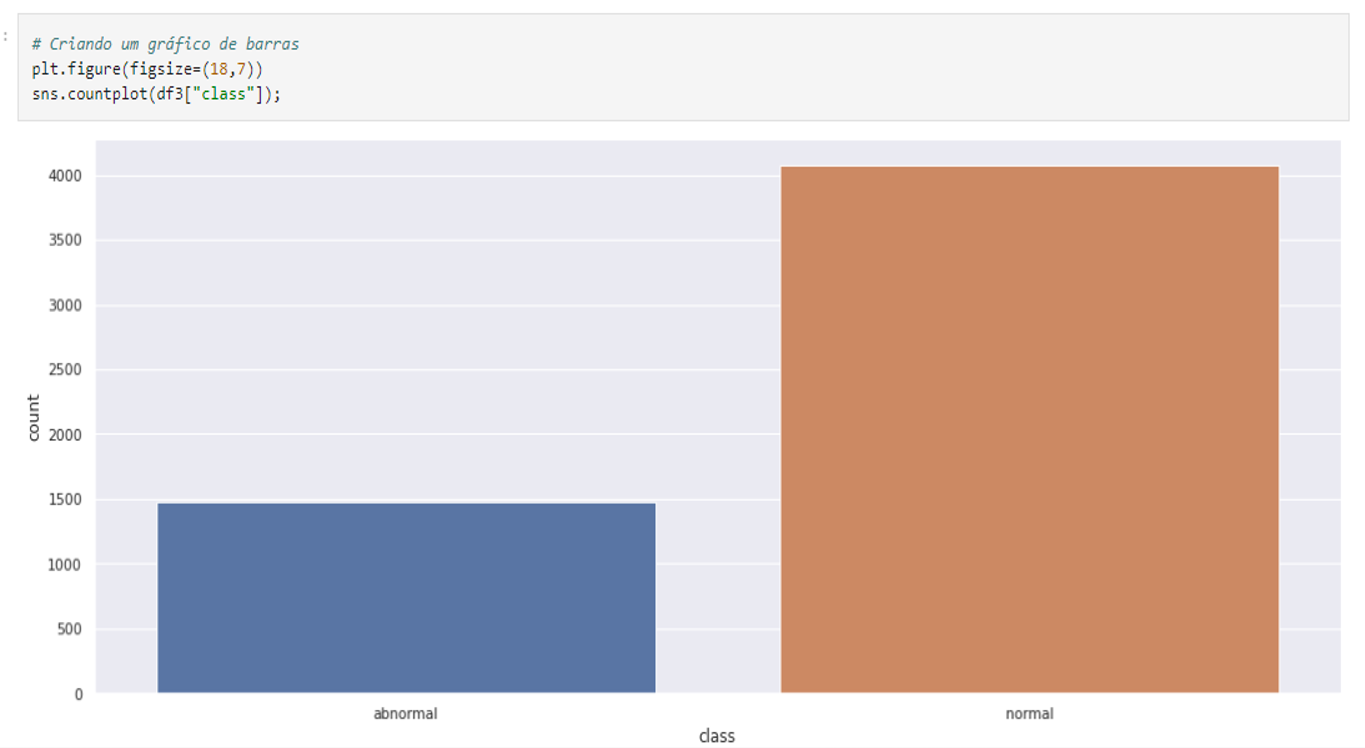 :
# Criando um gráfico de barras
plt.figure(figsize=(18,7))
sns.countplot(df3["class"]);
4000
3500
3000
2500
2000
1500
1000
500
0
count
abnormal normal
class